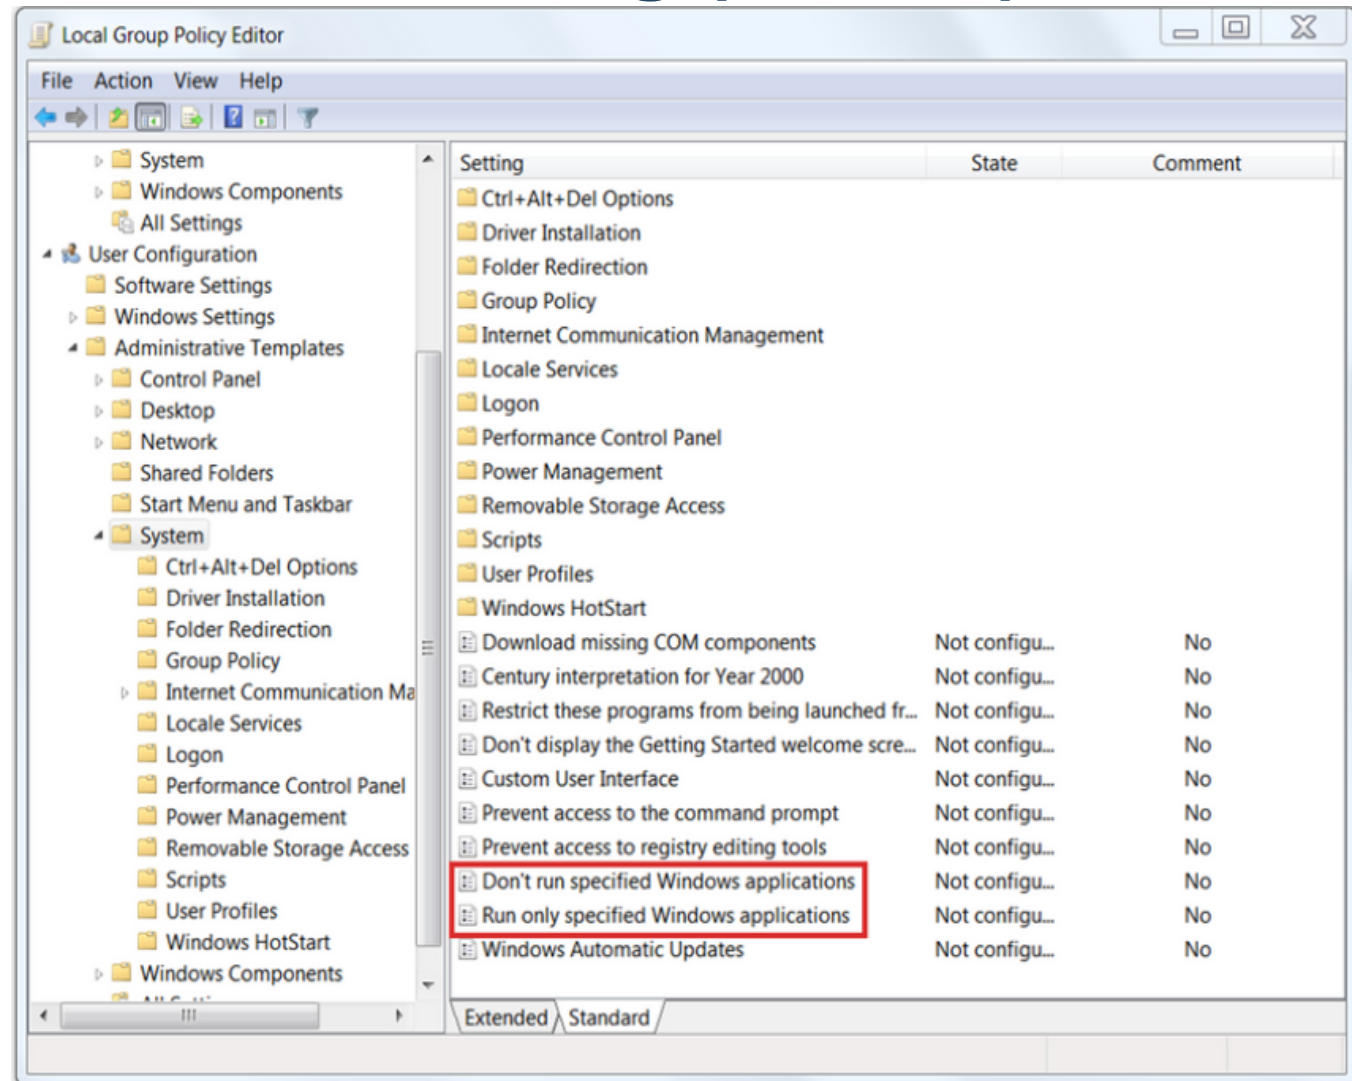 Local Group Policy Editor
File Action View Help
System
Windows Components
All Settings
User Configuration
Software Settings
Windows Settings
Administrative Templates
Control Panel
Desktop
Network
Shared Folders
Start Menu and Taskbar
System
Ctrl+Alt+Del Options
Driver Installation
Folder Redirection
Group Policy
Internet Communication Ma
Locale Services
Logon
Performance Control Panel
Power Management
Removable Storage Access
Scripts
User Profiles
Windows HotStart
Windows Components
Setting State Comment
Ctrl+Alt+Del Options
Driver Installation
Folder Redirection
Group Policy
Internet Communication Management
Locale Services
Logon
Performance Control Panel
Power Management
Removable Storage Access
Scripts
User Profiles
Windows HotStart
Download missing COM components Not configu... No
Century interpretation for Year 2000 Not configu... No
Restrict these programs from being launched fr... Not configu... No
Don't display the Getting Started welcome scre... Not configu... No
Custom User Interface Not configu... No
Prevent access to the command prompt Not configu... No
Prevent access to registry editing tools Not configu... No
Don't run specified Windows applications Not configu... No
Run only specified Windows applications Not configu... No
Windows Automatic Updates Not configu... No
Extended Standard